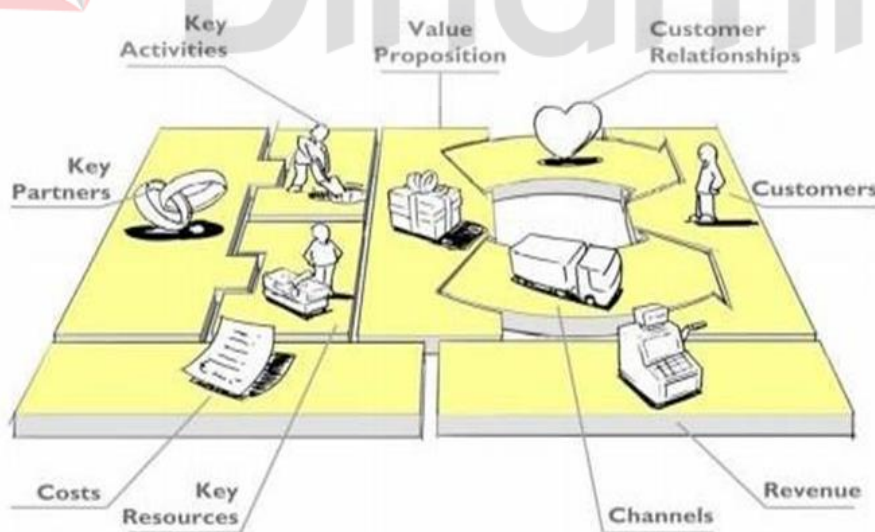 Key
Activities
Value
Proposition
Customer
Relationships
Key
Partners
Customers
Costs
Key
Resources
Channels
Revenue